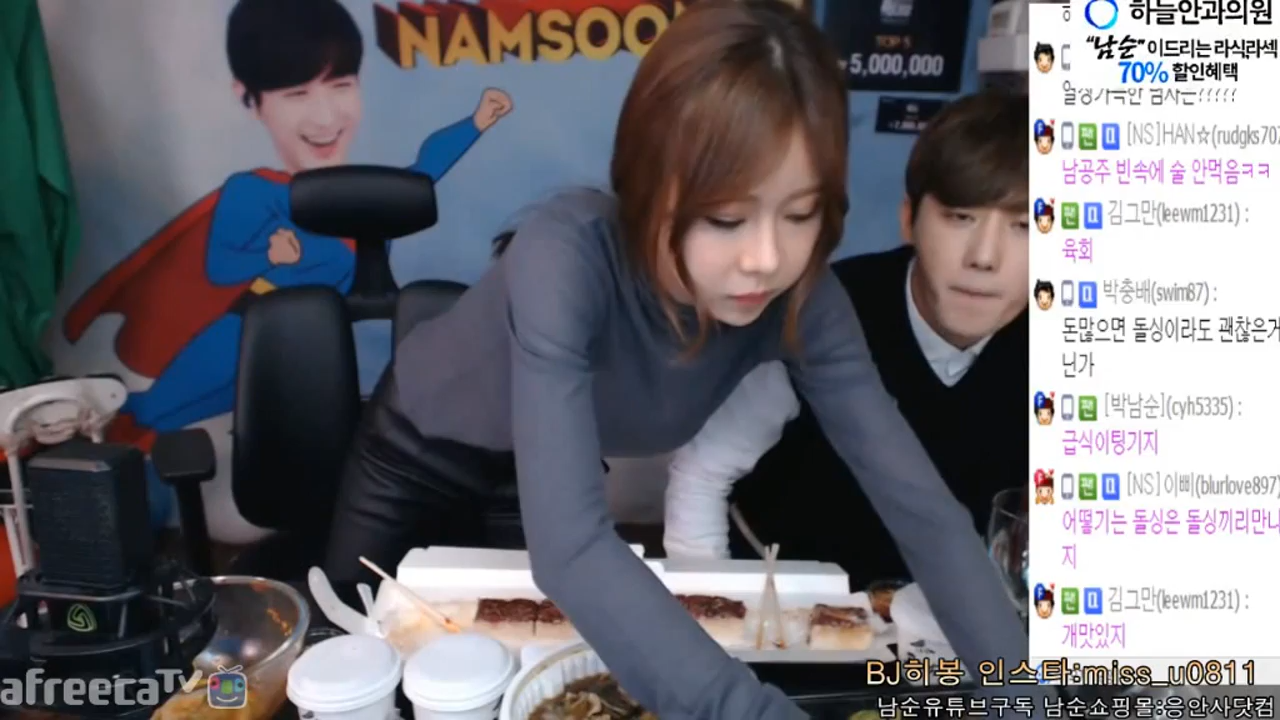 NAMSOO
TOP 5
5,000,000
하늘안과의원
"남순"이드리는라식라섹
70% 할인혜택
[NS]HAN☆(rudgks70
남공주 빈속에 술 안먹음ㅋㅋ
김그만(leewm1231) :
육회
박충배(swim87) :
돈많으면 돌싱이라도 괜찮은거
닌가
[박남순](cyh5335) :
급식이팅기지
[NS]이삐(blurlove897)
어떻기는 돌싱은 돌싱끼리만나
지
김그만(leewm1231) :
개맛있지
afreecaTV
BJ히봉 인스타:miss_u0811
남순유튜브구독 남순쇼핑몰:응안사닷컴